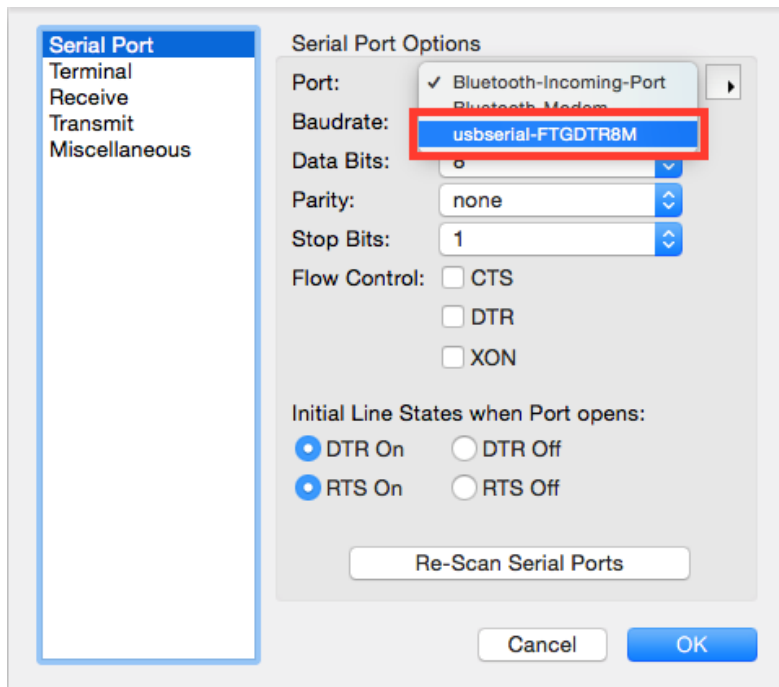 Serial Port
Terminal
Receive
Transmit
Miscellaneous
Serial Port Options
Port:
✓ Bluetooth-Incoming-Port
Bluetooth-Modem
usbserial-FTGDTR8M
Baudrate:
Data Bits:
8
Parity:
none
Stop Bits:
1
Flow Control:
CTS
DTR
XON
Initial Line States when Port opens:
DTR On DTR Off
RTS On RTS Off
Re-Scan Serial Ports
Cancel OK